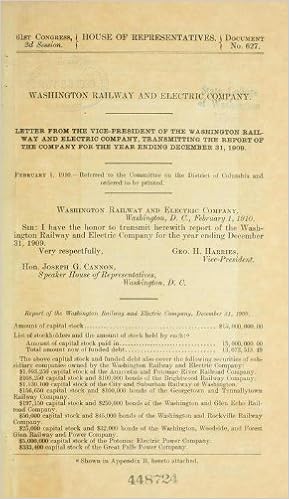 61ST CONGRESS, HOUSE OF REPRESENTATIVES. DOCUMENT
2d Session. No. 627.
WASHINGTON RAILWAY AND ELECTRIC COMPANY.
LETTER FROM THE VICE-PRESIDENT OF THE WASHINGTON RAIL-
WAY AND ELECTRIC COMPANY, TRANSMITTING THE REPORT OF
THE COMPANY FOR THE YEAR ENDING DECEMBER 31, 1909.
FEBRUARY 1, 1910.—Referred to the Committee on the District of Columbia and
ordered to be printed.
WASHINGTON RAILWAY AND ELECTRIC COMPANY,
Washington, D. C., February 1, 1910.
SIR: I have the honor to transmit herewith report of the Wash-
ington Railway and Electric Company for the year ending December
31, 1909.
Very respectfully, GEO. H. HARRIES,
Vice-President.
Hon. JOSEPH G. CANNON,
Speaker House of Representatives,
Washington, D. C.
Report of the Washington Railway and Electric Company, December 31, 1909.
Amount of capital stock $15,000,000.00
List of stockholders and the amount of stock held by each:*
Amount of capital stock paid in 15,000,000.00
Total amount now of funded debt
The above capital stock and funded debt also cover the following securities of sub-
sidiary companies owned by the Washington Railway and Electric Company:
stock of the Anacostia and Potomac River Railroad Company.
capital stock and $100 bonds of the Brightwood Railway Company.
capital stock of the City and Suburban Railway of Washington.
capital stock and bonds of the Georgetown and Tennallytown
Railway Company.
capital stock and bonds of the Washington and Glen Echo Rail-
road Company.
$50,000 capital stock and bonds of the Washington and Rockville Railway
Company.
capital stock and bonds of the Washington, Woodside, and Forest
Glen Railway and Power Company.
capital stock of the Potomac Electric Power Company.
capital stock of the Great Falls Power Company.
* Shown in Appendix B, hereto attached.
448724